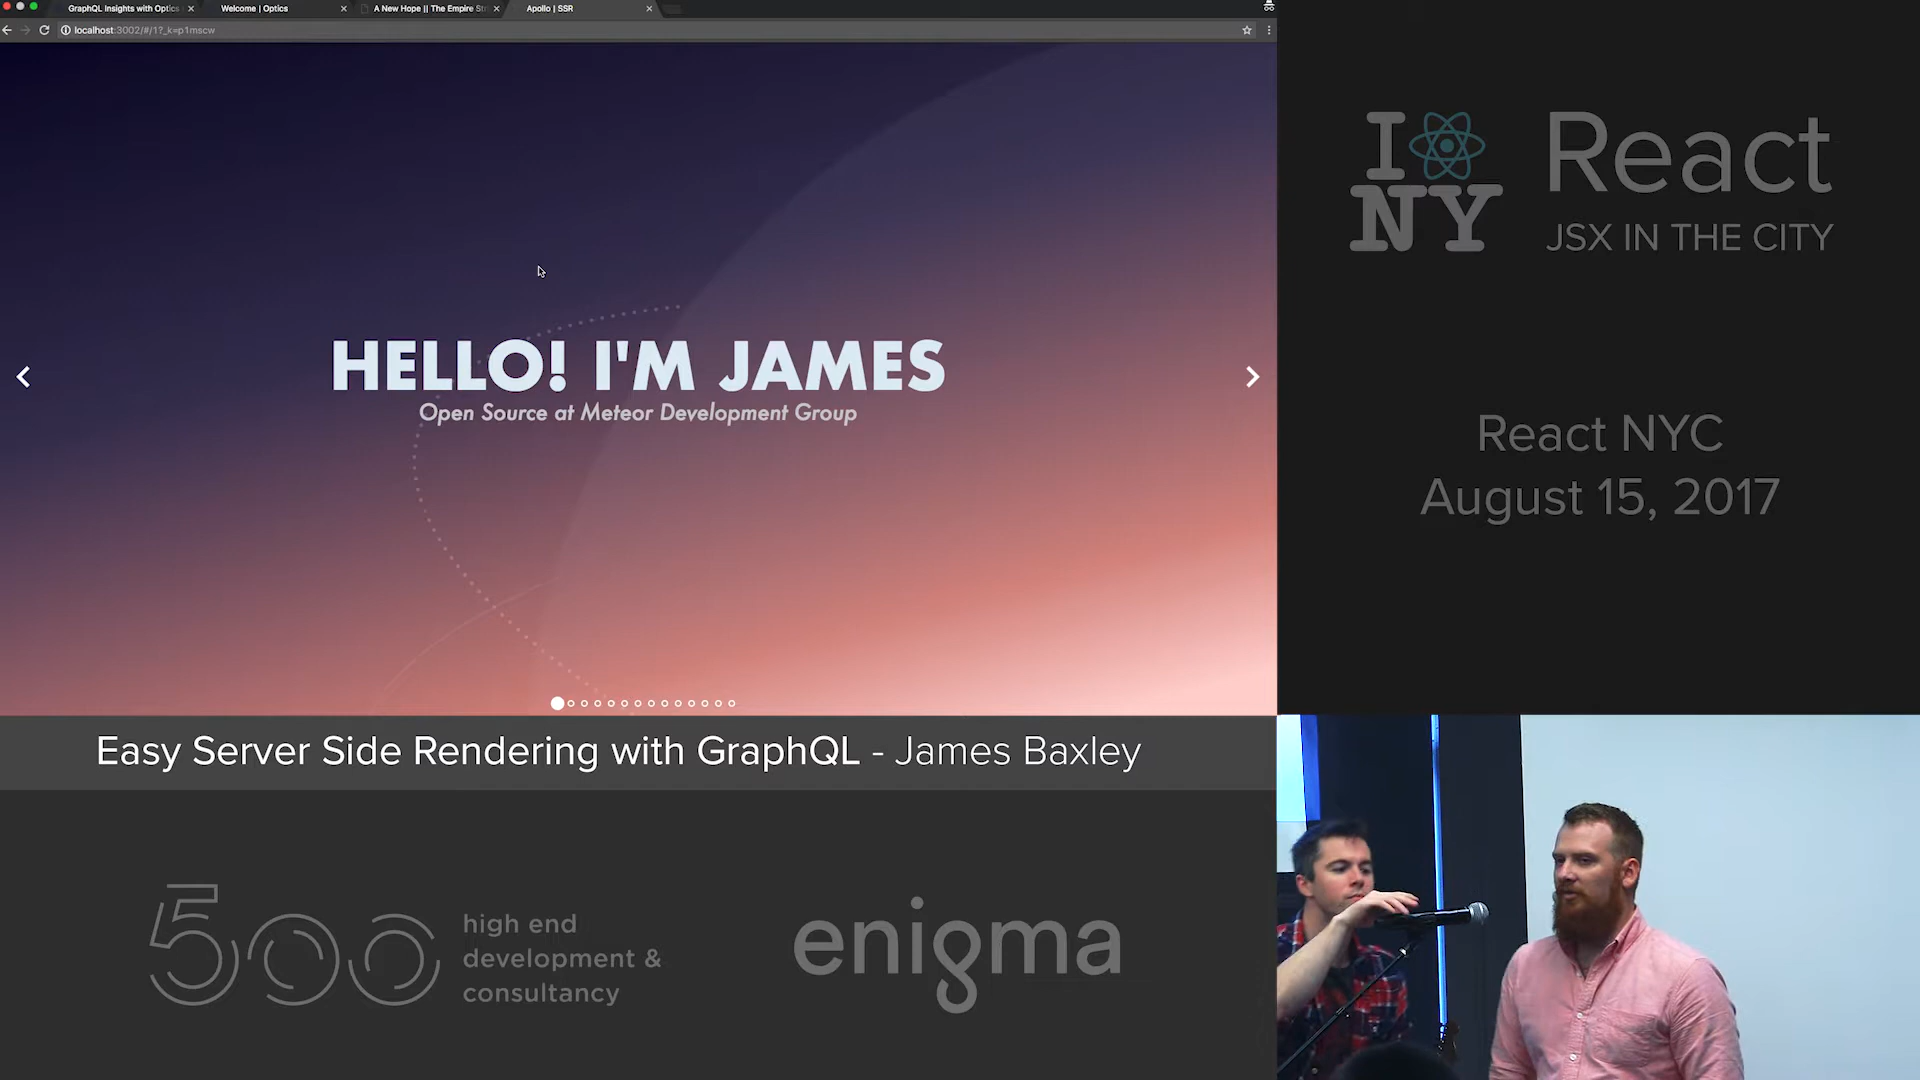 GraphQL Insights with Optics
Welcome | Optics
A New Hope || The Empire Str
Apollo | SSR
localhost:3002/#/1?_k=p1mscw
HELLO! I'M JAMES
Open Source at Meteor Development Group
I NY
React
JSX IN THE CITY
React NYC
August 15, 2017
Easy Server Side Rendering with GraphQL - James Baxley
500
high end
development &
consultancy
enigma